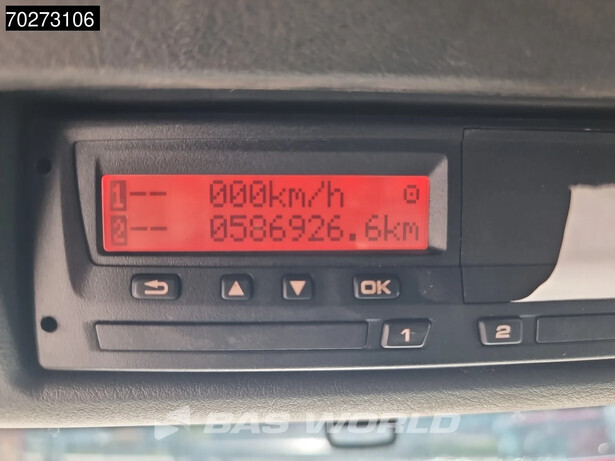 70273106
1-- 000km/h
2-- 0586926.6km
OK
1
2
BAS WORLD